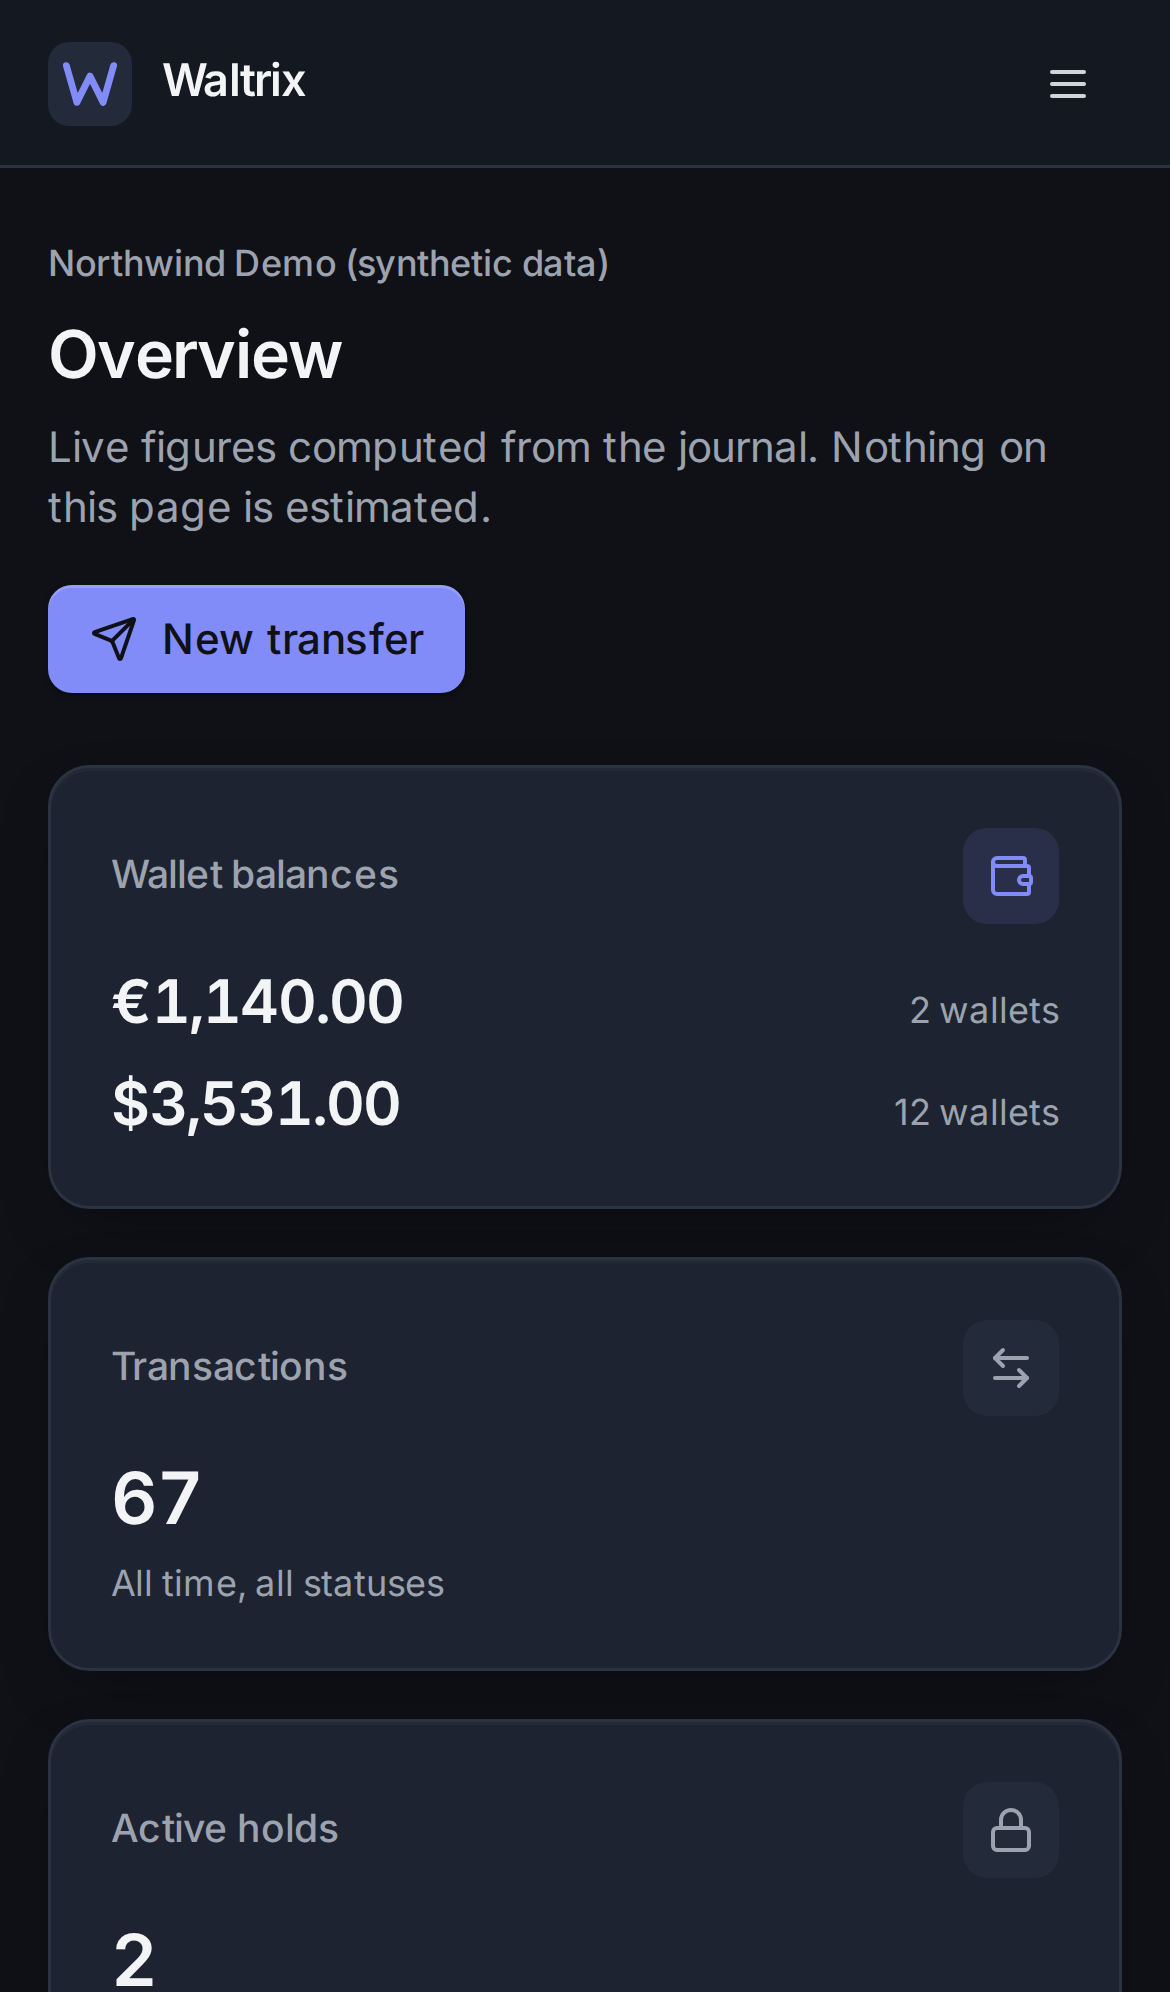 Waltrix
Northwind Demo (synthetic data)
Overview
Live figures computed from the journal. Nothing on
this page is estimated.
New transfer
Wallet balances
€1,140.00
2 wallets
$3,531.00
12 wallets
Transactions
67
All time, all statuses
Active holds
2